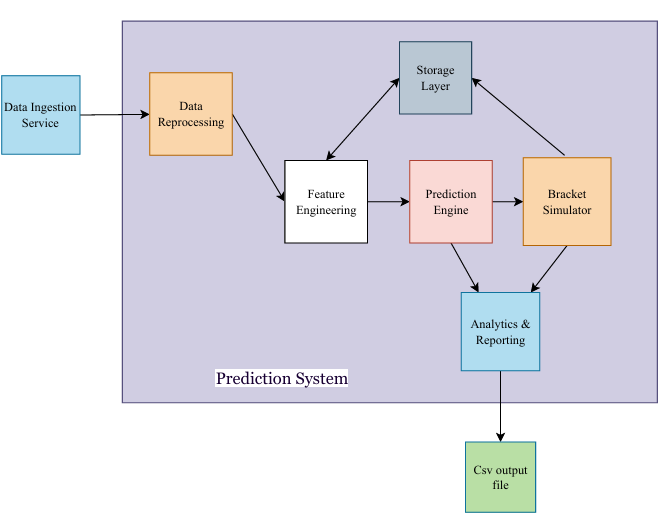 Storage
Layer
Data Ingestion
Service
Data
Reprocessing
Feature
Engineering
Prediction
Engine
Bracket
Simulator
Analytics &
Reporting
Prediction System
Csv output
file